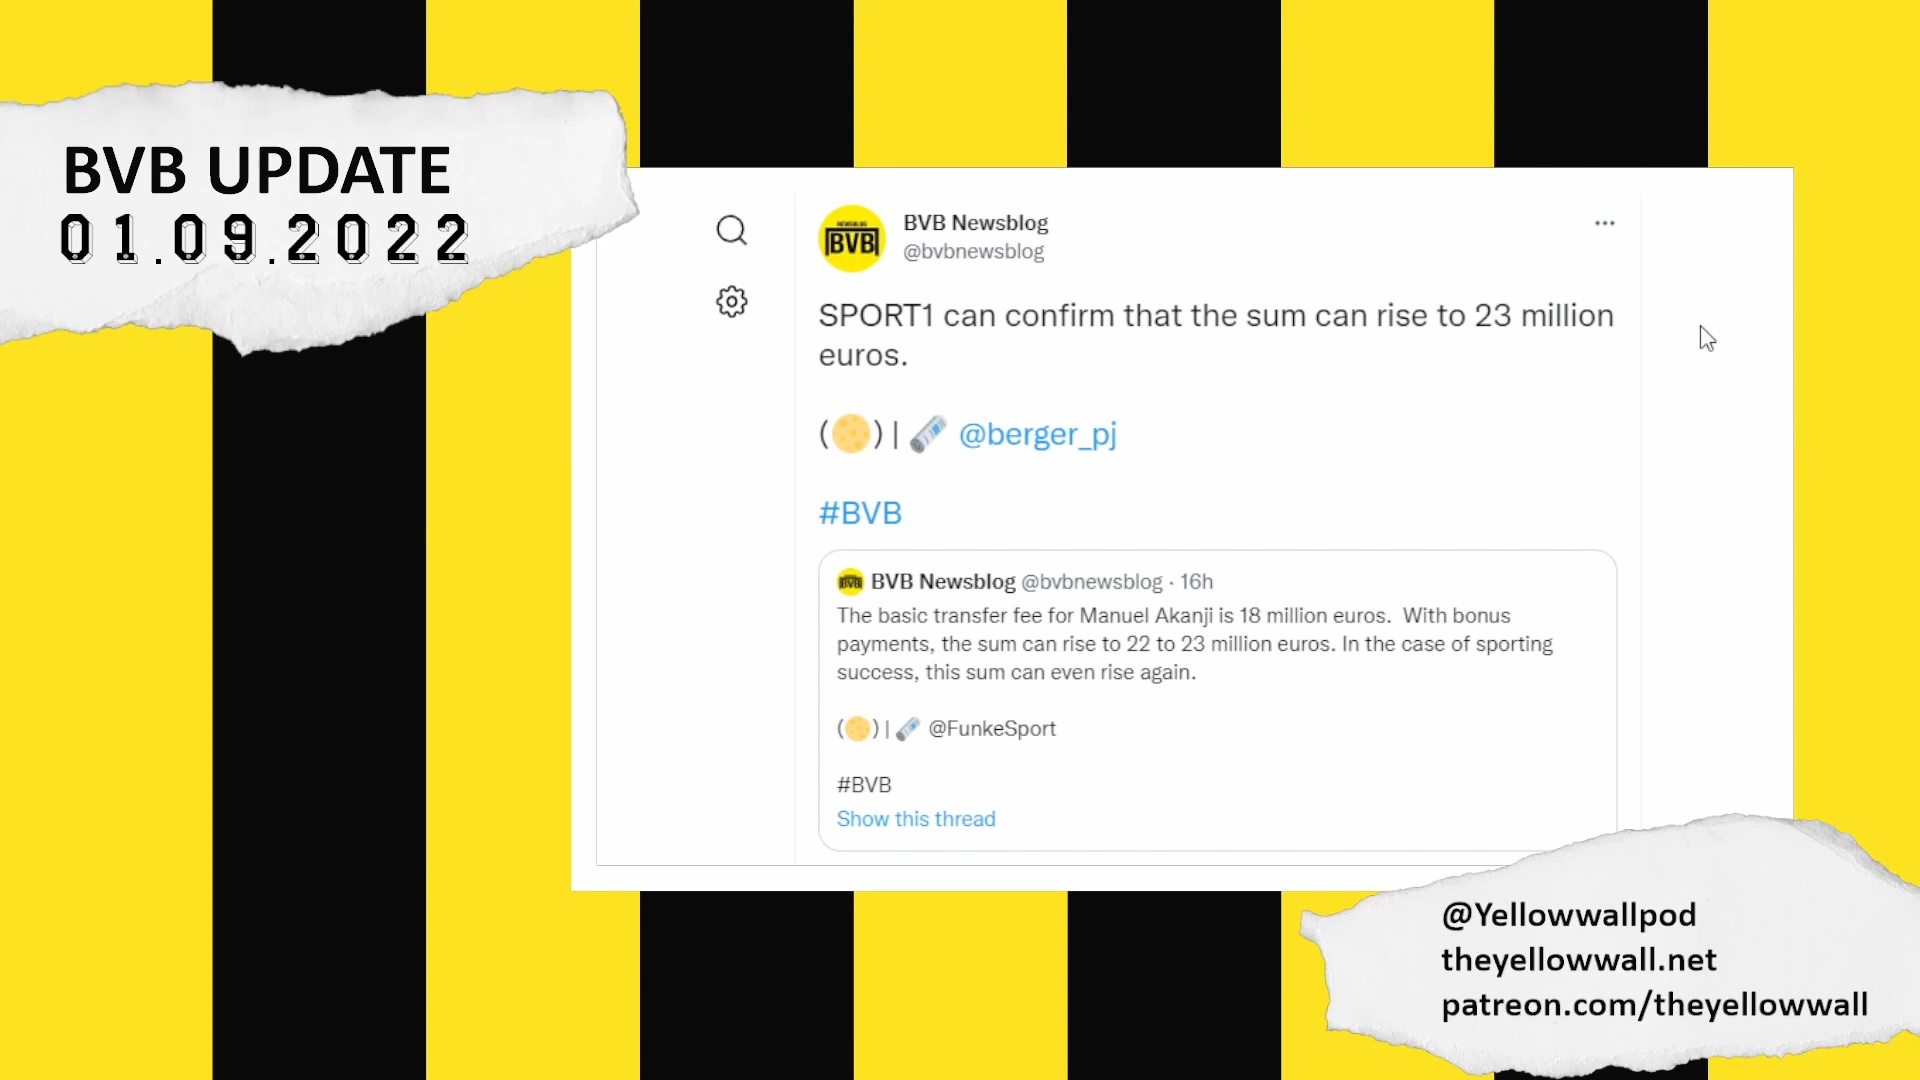 BVB UPDATE
01.09.2022
NEWSBLOG
BVB
BVB Newsblog
@bvbnewsblog
SPORT1 can confirm that the sum can rise to 23 million
euros.
(🌕) | 🗞️ @berger_pj
#BVB
BVB
BVB Newsblog @bvbnewsblog · 16h
The basic transfer fee for Manuel Akanji is 18 million euros. With bonus
payments, the sum can rise to 22 to 23 million euros. In the case of sporting
success, this sum can even rise again.
(🌕) | 🗞️ @FunkeSport
#BVB
Show this thread
@Yellowwallpod
theyellowwall.net
patreon.com/theyellowwall